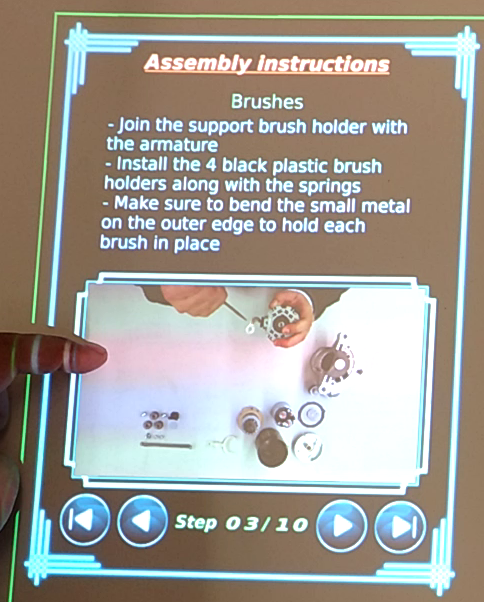 Assembly instructions
Brushes
- Join the support brush holder with
the armature
- Install the 4 black plastic brush
holders along with the springs
- Make sure to bend the small metal
on the outer edge to hold each
brush in place
Step 03/10